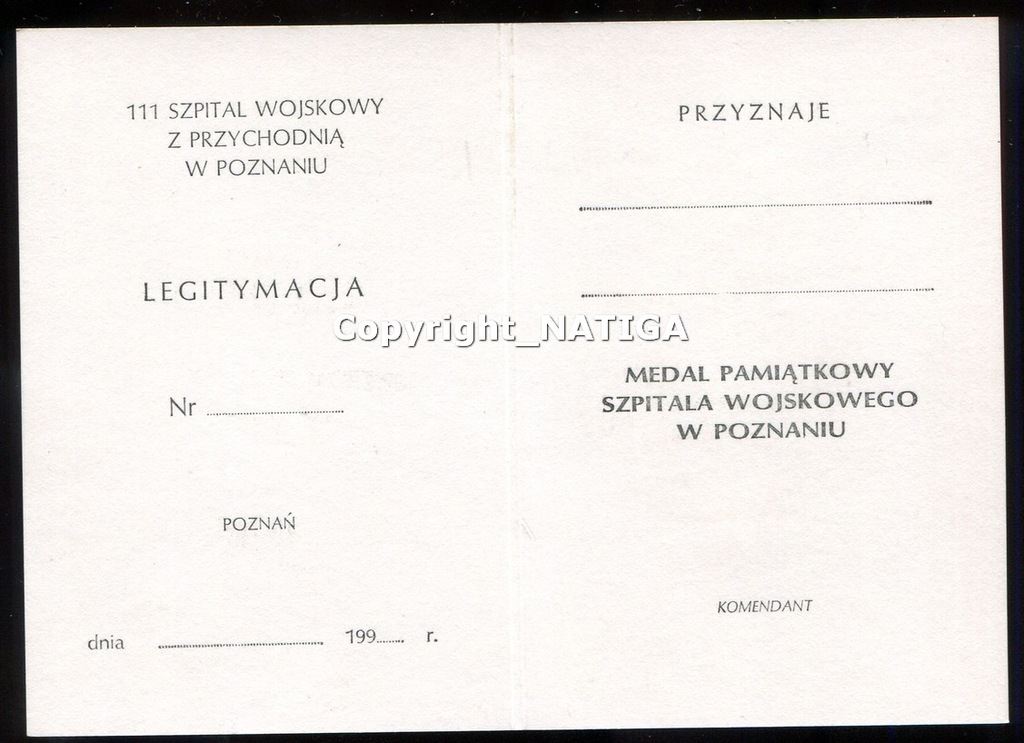 111 SZPITAL WOJSKOWY
Z PRZYCHODNIĄ
W POZNANIU
LEGITYMACJA
Nr ....................
POZNAŃ
dnia .............................. 199....... r.
PRZYZNAJE
MEDAL PAMIĄTKOWY
SZPITALA WOJSKOWEGO
W POZNANIU
KOMENDANT
Copyright_NATIGA